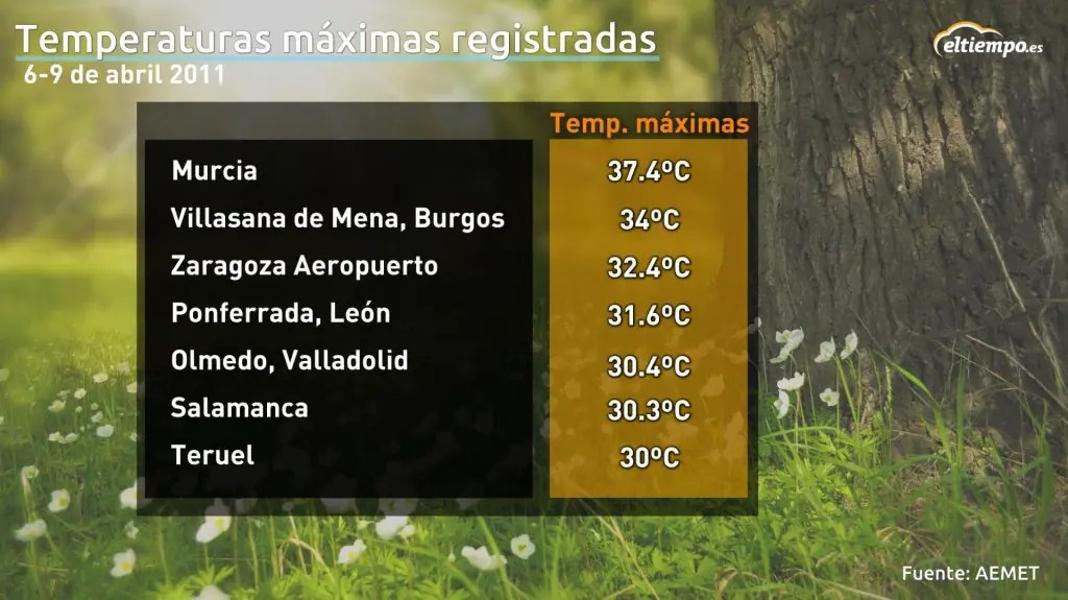 Temperaturas máximas registradas
6-9 de abril 2011
eltiempo.es
Temp. máximas
Murcia 37.4ºC
Villasana de Mena, Burgos 34ºC
Zaragoza Aeropuerto 32.4ºC
Ponferrada, León 31.6ºC
Olmedo, Valladolid 30.4ºC
Salamanca 30.3ºC
Teruel 30ºC
Fuente: AEMET